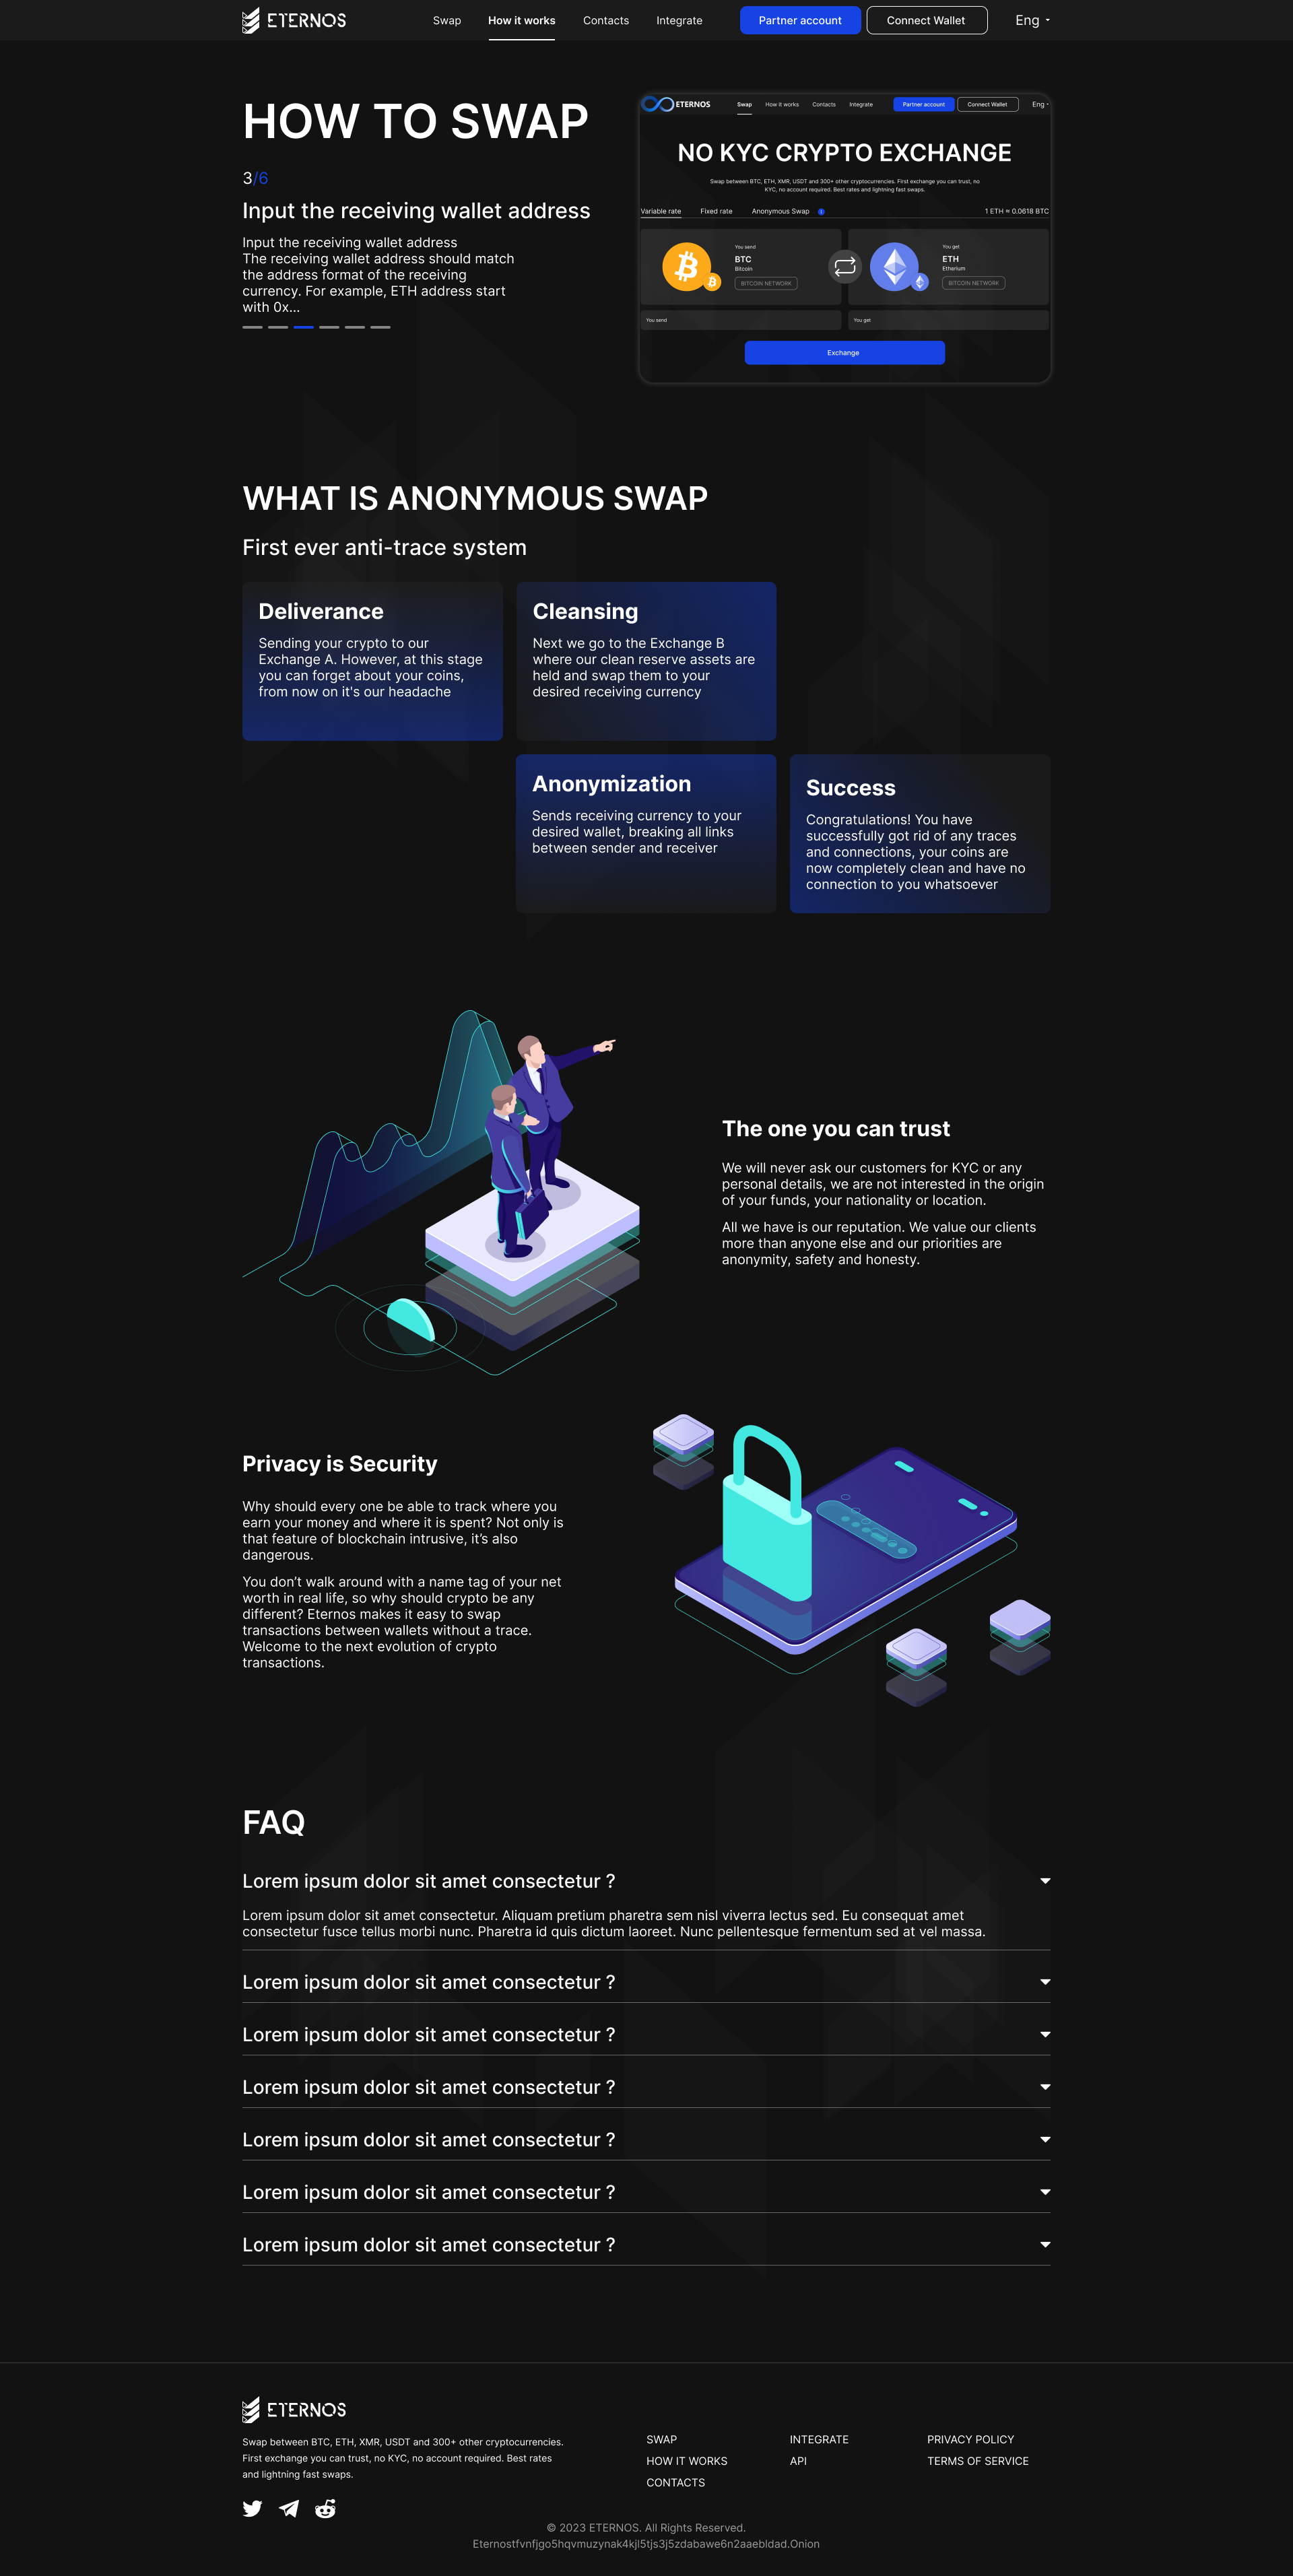 ETERNOS
Swap
How it works
Contacts
Integrate
Partner account
Connect Wallet
Eng
HOW TO SWAP
3/6
Input the receiving wallet address
Input the receiving wallet address
The receiving wallet address should match
the address format of the receiving
currency. For example, ETH address start
with 0x...
ETERNOS
Swap
How it works
Contacts
Integrate
Partner account
Connect Wallet
Eng
NO KYC CRYPTO EXCHANGE
Swap between BTC, ETH, XMR, USDT and 300+ other cryptocurrencies. First exchange you can trust, no
KYC, no account required. Best rates and lightning fast swaps.
Variable rate
Fixed rate
Anonymous Swap
1 ETH ≈ 0.0618 BTC
You send
BTC
Bitcoin
BITCOIN NETWORK
You get
ETH
Etherium
BITCOIN NETWORK
You send
You get
Exchange
WHAT IS ANONYMOUS SWAP
First ever anti-trace system
Deliverance
Sending your crypto to our
Exchange A. However, at this stage
you can forget about your coins,
from now on it's our headache
Cleansing
Next we go to the Exchange B
where our clean reserve assets are
held and swap them to your
desired receiving currency
Anonymization
Sends receiving currency to your
desired wallet, breaking all links
between sender and receiver
Success
Congratulations! You have
successfully got rid of any traces
and connections, your coins are
now completely clean and have no
connection to you whatsoever
The one you can trust
We will never ask our customers for KYC or any
personal details, we are not interested in the origin
of your funds, your nationality or location.
All we have is our reputation. We value our clients
more than anyone else and our priorities are
anonymity, safety and honesty.
Privacy is Security
Why should every one be able to track where you
earn your money and where it is spent? Not only is
that feature of blockchain intrusive, it’s also
dangerous.
You don’t walk around with a name tag of your net
worth in real life, so why should crypto be any
different? Eternos makes it easy to swap
transactions between wallets without a trace.
Welcome to the next evolution of crypto
transactions.
FAQ
Lorem ipsum dolor sit amet consectetur ?
Lorem ipsum dolor sit amet consectetur. Aliquam pretium pharetra sem nisl viverra lectus sed. Eu consequat amet
consectetur fusce tellus morbi nunc. Pharetra id quis dictum laoreet. Nunc pellentesque fermentum sed at vel massa.
Lorem ipsum dolor sit amet consectetur ?
Lorem ipsum dolor sit amet consectetur ?
Lorem ipsum dolor sit amet consectetur ?
Lorem ipsum dolor sit amet consectetur ?
Lorem ipsum dolor sit amet consectetur ?
Lorem ipsum dolor sit amet consectetur ?
ETERNOS
Swap between BTC, ETH, XMR, USDT and 300+ other cryptocurrencies.
First exchange you can trust, no KYC, no account required. Best rates
and lightning fast swaps.
SWAP
HOW IT WORKS
CONTACTS
INTEGRATE
API
PRIVACY POLICY
TERMS OF SERVICE
© 2023 ETERNOS. All Rights Reserved.
Eternostfvnfjgo5hqvmuzynak4kjl5tjs3j5zdabawe6n2aaebldad.Onion